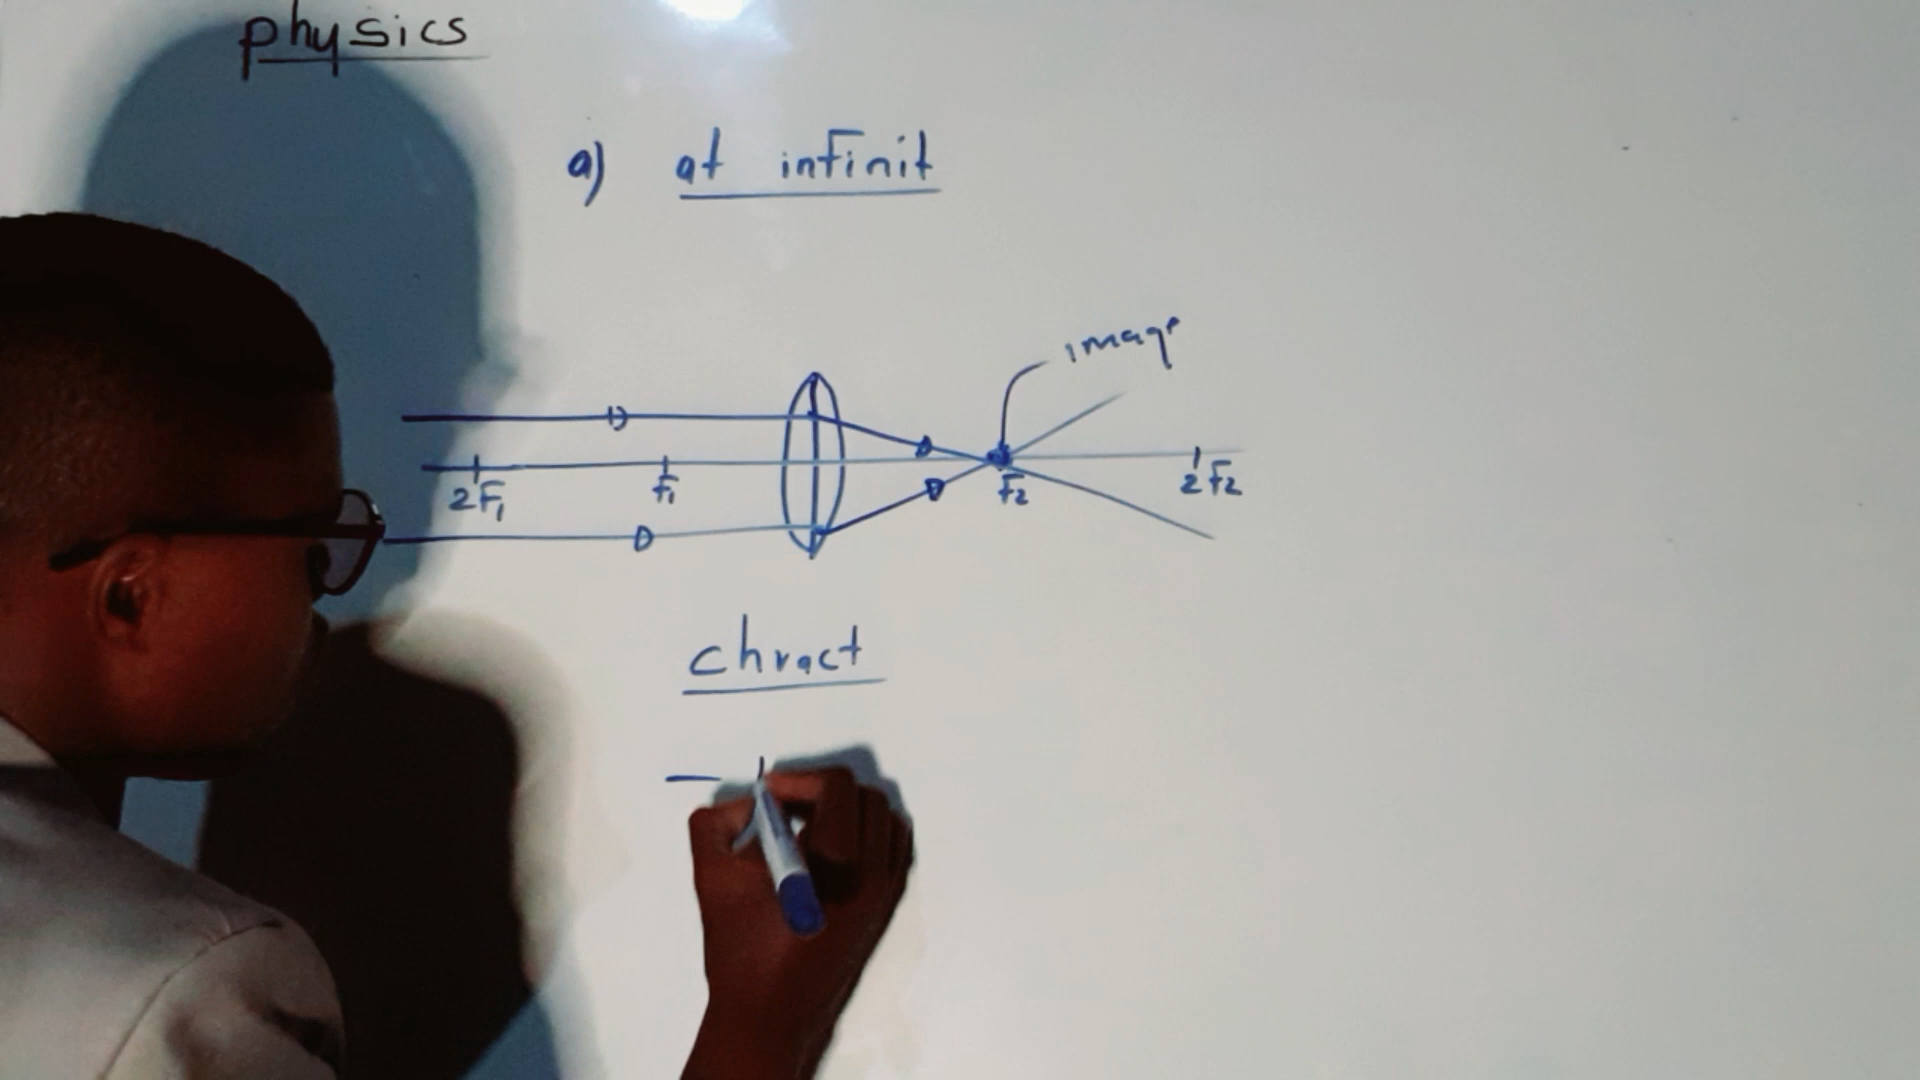 physics
a) at infinit
image
2F₁ F₁ F₂ 2F₂
chract